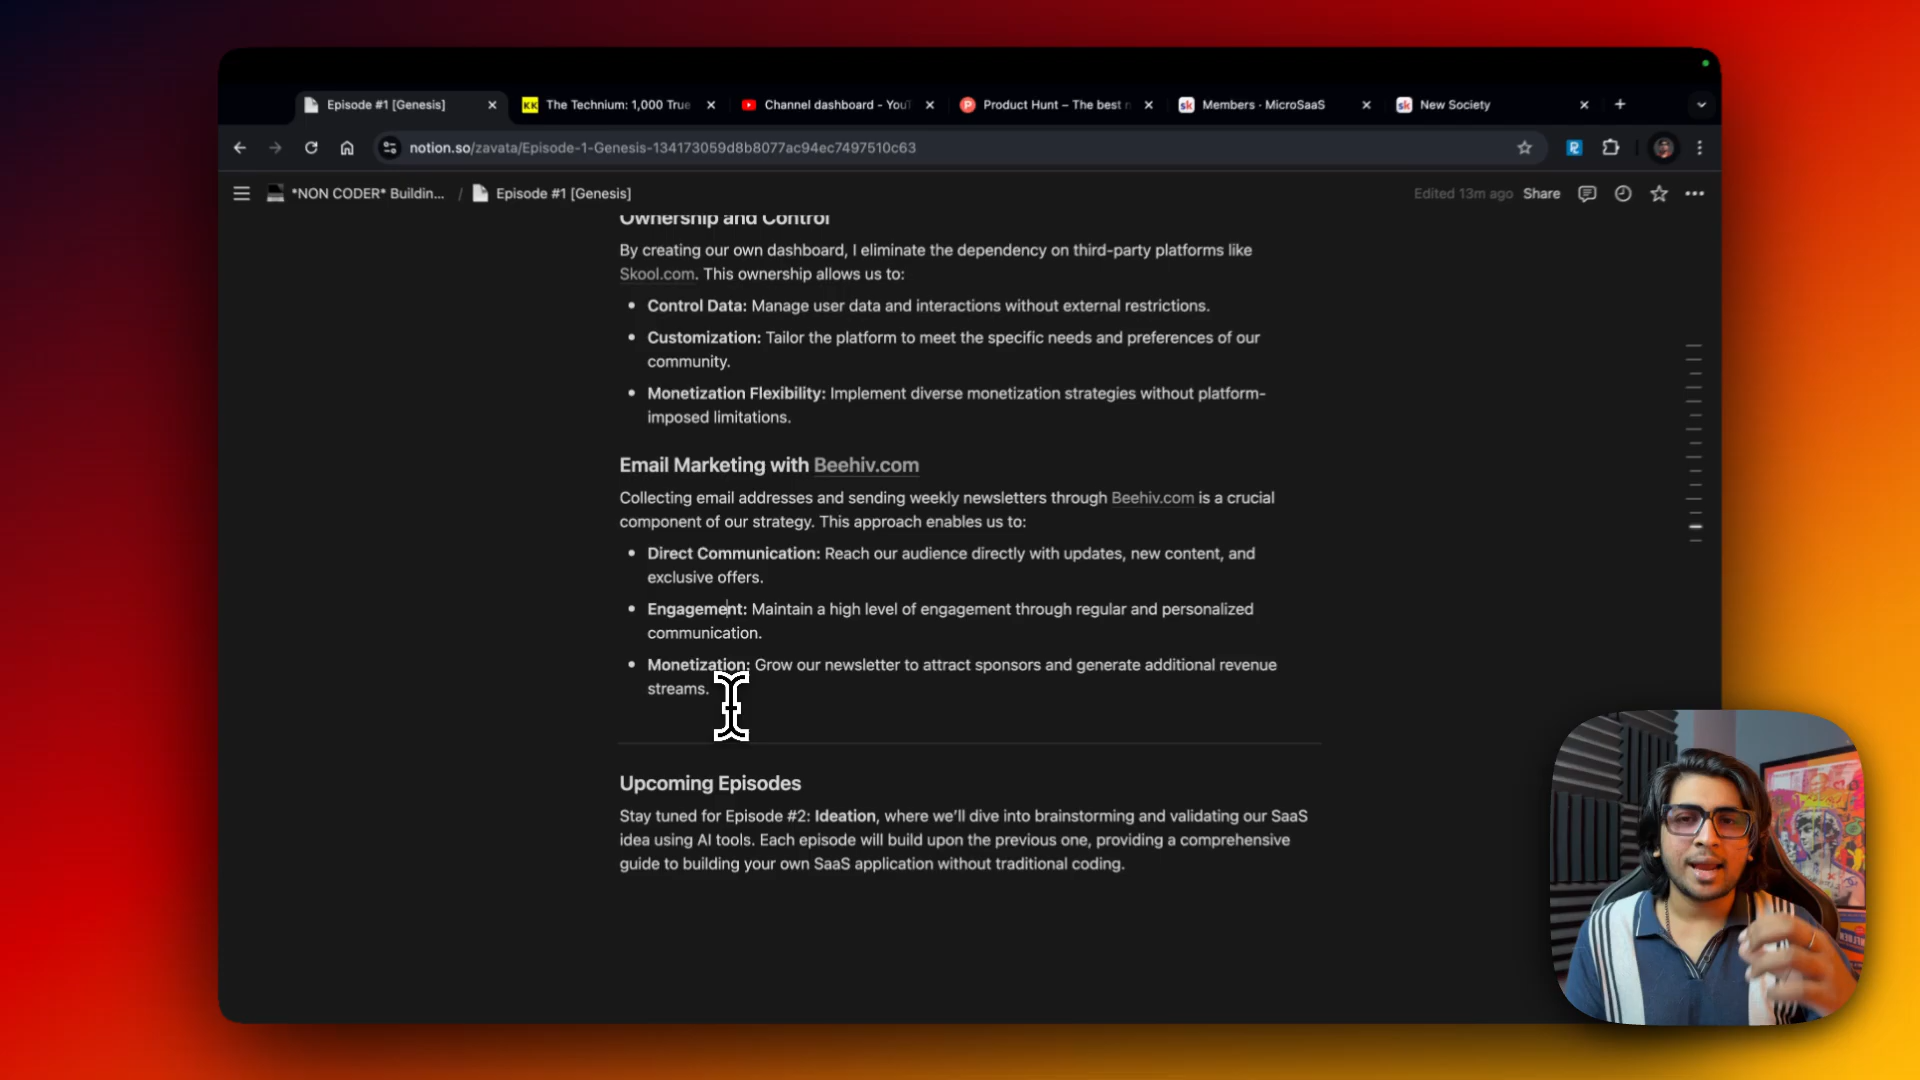 Episode #1 [Genesis]
KK
The Technium: 1,000 True
Channel dashboard - YouT
Product Hunt – The best n
sk
Members · MicroSaaS
sk
New Society
notion.so/zavata/Episode-1-Genesis-134173059d8b8077ac94ec7497510c63
*NON CODER* Buildin... / Episode #1 [Genesis]
Edited 13m ago Share
Ownership and Control
By creating our own dashboard, I eliminate the dependency on third-party platforms like
Skool.com. This ownership allows us to:
• Control Data: Manage user data and interactions without external restrictions.
• Customization: Tailor the platform to meet the specific needs and preferences of our
community.
• Monetization Flexibility: Implement diverse monetization strategies without platform-
imposed limitations.
Email Marketing with Beehiv.com
Collecting email addresses and sending weekly newsletters through Beehiv.com is a crucial
component of our strategy. This approach enables us to:
• Direct Communication: Reach our audience directly with updates, new content, and
exclusive offers.
• Engagement: Maintain a high level of engagement through regular and personalized
communication.
• Monetization: Grow our newsletter to attract sponsors and generate additional revenue
streams.
Upcoming Episodes
Stay tuned for Episode #2: Ideation, where we'll dive into brainstorming and validating our SaaS
idea using AI tools. Each episode will build upon the previous one, providing a comprehensive
guide to building your own SaaS application without traditional coding.